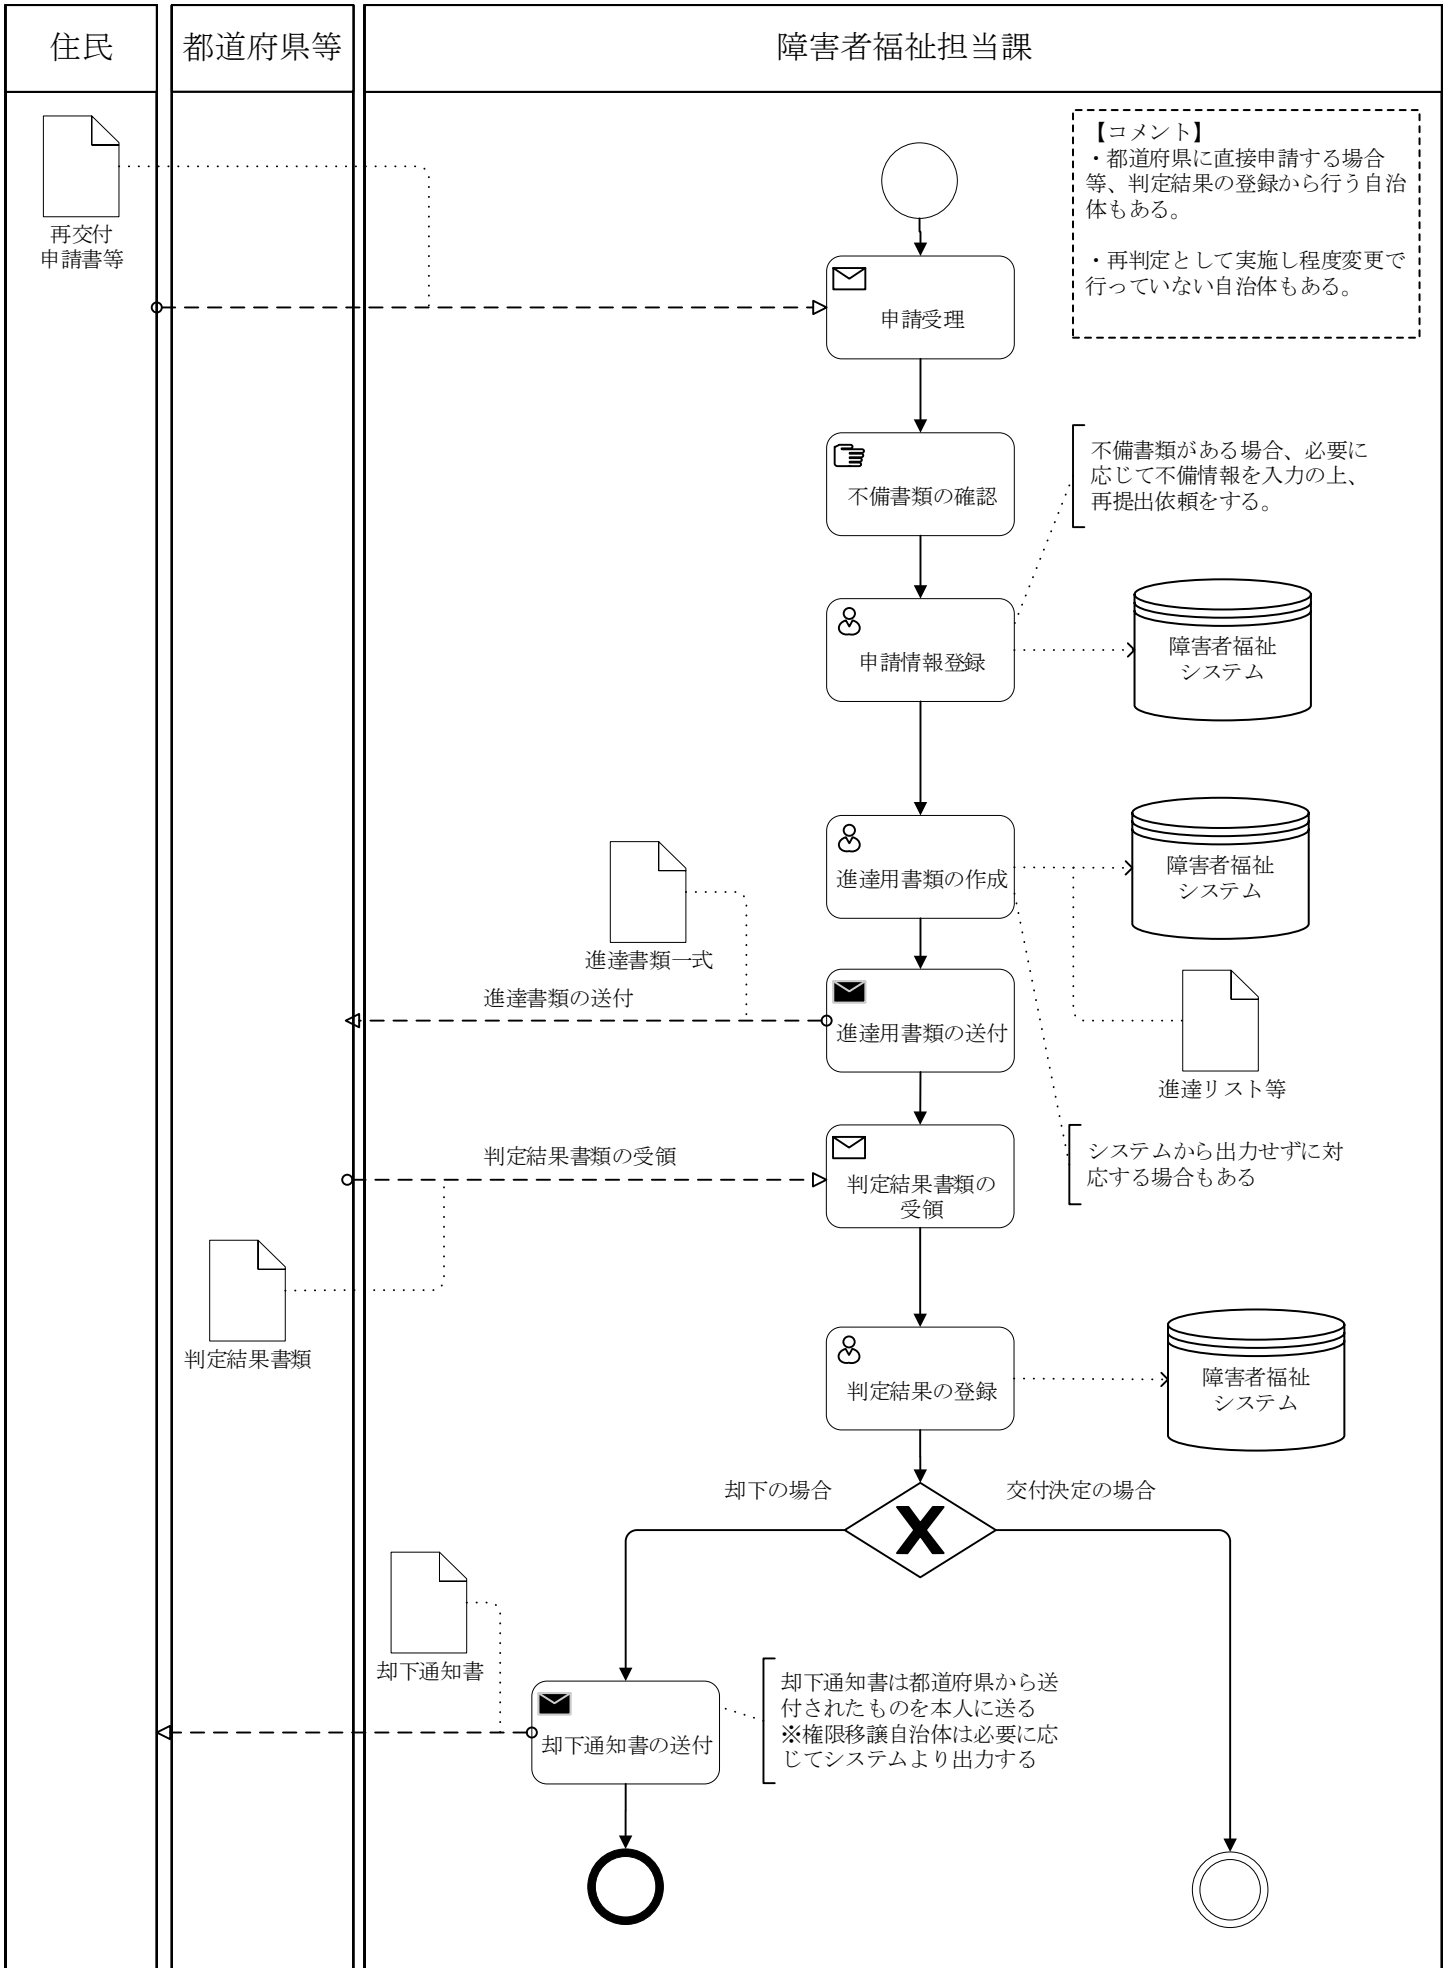 住民
都道府県等
障害者福祉担当課
再交付
申請書等
【コメント】
・都道府県に直接申請する場合
等、判定結果の登録から行う自治
体もある。
・再判定として実施し程度変更で
行っていない自治体もある。
申請受理
不備書類の確認
不備書類がある場合、必要に
応じて不備情報を入力の上、
再提出依頼をする。
申請情報登録
障害者福祉
システム
進達用書類の作成
障害者福祉
システム
進達書類一式
進達書類の送付
進達用書類の送付
進達リスト等
システムから出力せずに対
応する場合もある
判定結果書類の受領
判定結果書類の
受領
判定結果書類
判定結果の登録
障害者福祉
システム
却下の場合
交付決定の場合
却下通知書
却下通知書の送付
却下通知書は都道府県から送
付されたものを本人に送る
※権限移譲自治体は必要に応
じてシステムより出力する